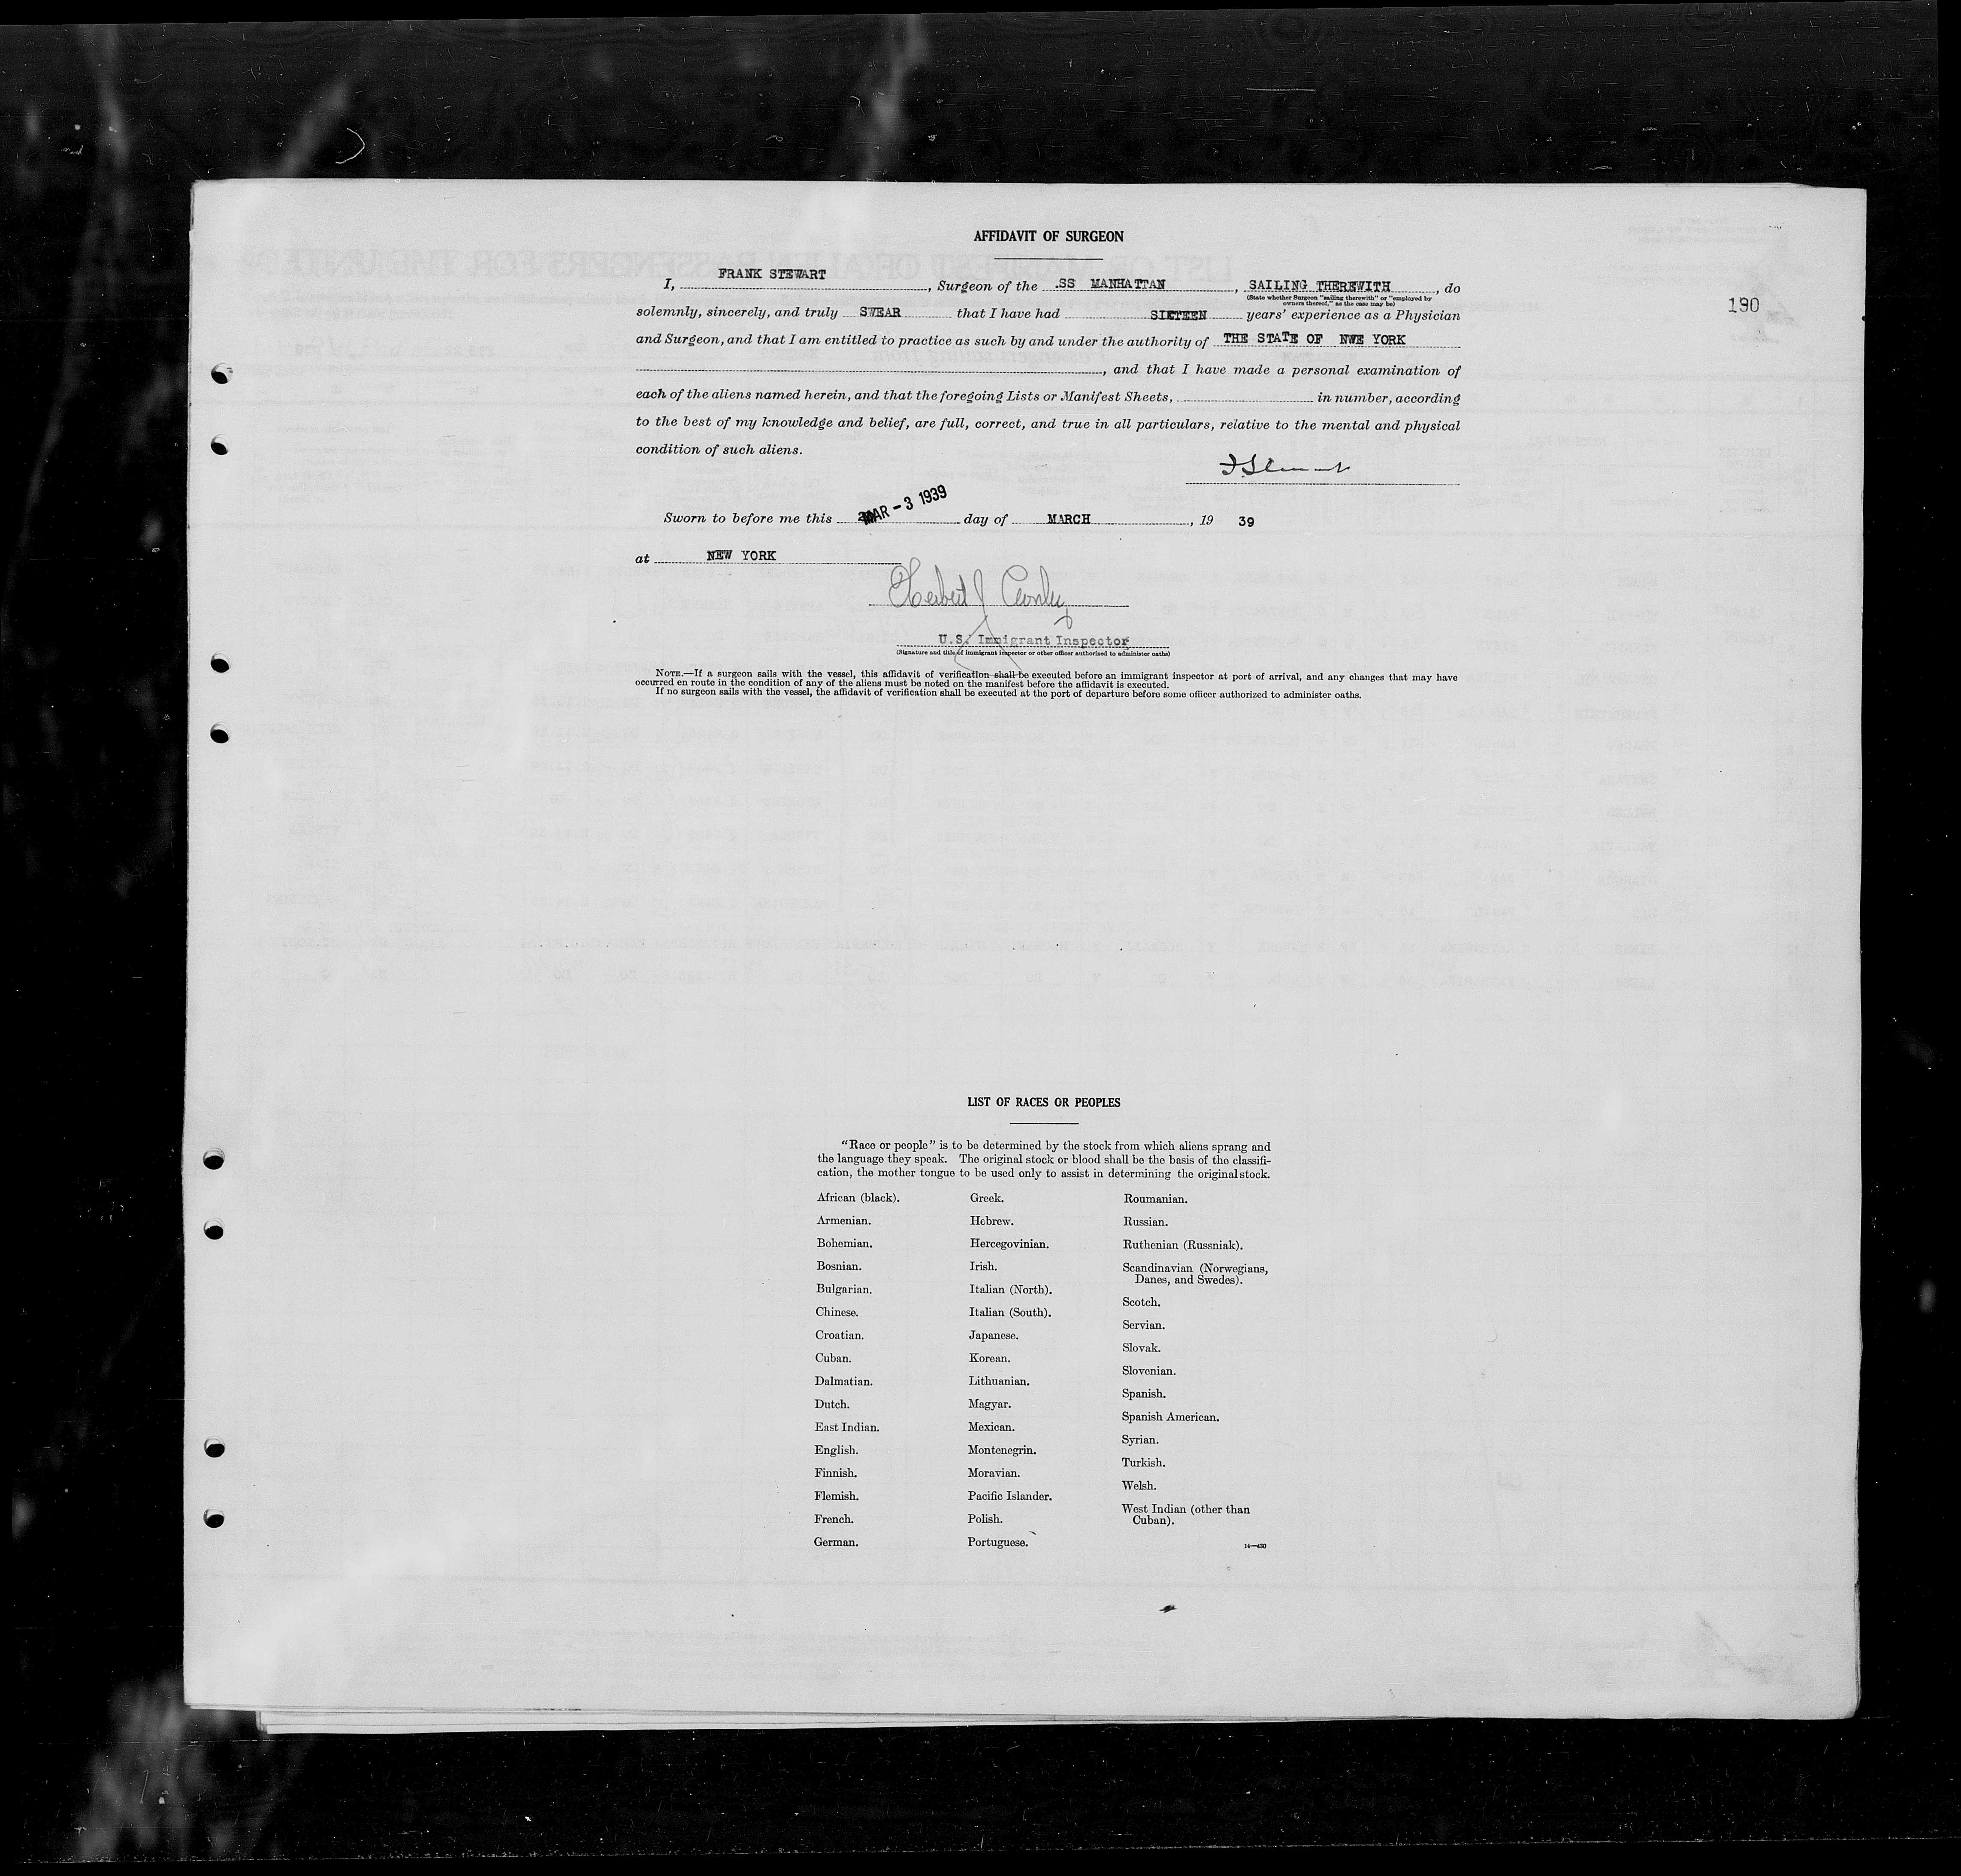 AFFIDAVIT OF SURGEON
190
I, FRANK STEWART, Surgeon of the SS MANHATTAN, SAILING THEREWITH, do
(State whether Surgeon "sailing therewith" or "employed by
owners thereof," as the case may be)
solemnly, sincerely, and truly SWEAR that I have had SIXTEEN years' experience as a Physician
and Surgeon, and that I am entitled to practice as such by and under the authority of THE STATE OF NWE YORK
, and that I have made a personal examination of
each of the aliens named herein, and that the foregoing Lists or Manifest Sheets, in number, according
to the best of my knowledge and belief, are full, correct, and true in all particulars, relative to the mental and physical
condition of such aliens.
Sworn to before me this MAR - 3 1939 day of MARCH, 19 39
at NEW YORK
Herbert J
U.S. Immigrant Inspector
(Signature and title of immigrant inspector or other officer authorized to administer oaths)
NOTE.—If a surgeon sails with the vessel, this affidavit of verification shall be executed before an immigrant inspector at port of arrival, and any changes that may have
occurred en route in the condition of any of the aliens must be noted on the manifest before the affidavit is executed.
If no surgeon sails with the vessel, the affidavit of verification shall be executed at the port of departure before some officer authorized to administer oaths.
LIST OF RACES OR PEOPLES
"Race or people" is to be determined by the stock from which aliens sprang and
the language they speak. The original stock or blood shall be the basis of the classifi-
cation, the mother tongue to be used only to assist in determining the original stock.
African (black).
Armenian.
Bohemian.
Bosnian.
Bulgarian.
Chinese.
Croatian.
Cuban.
Dalmatian.
Dutch.
East Indian.
English.
Finnish.
Flemish.
French.
German.
Greek.
Hebrew.
Hercegovinian.
Irish.
Italian (North).
Italian (South).
Japanese.
Korean.
Lithuanian.
Magyar.
Mexican.
Montenegrin.
Moravian.
Pacific Islander.
Polish.
Portuguese.
Roumanian.
Russian.
Ruthenian (Russniak).
Scandinavian (Norwegians,
Danes, and Swedes).
Scotch.
Servian.
Slovak.
Slovenian.
Spanish.
Spanish American.
Syrian.
Turkish.
Welsh.
West Indian (other than
Cuban).
14—430